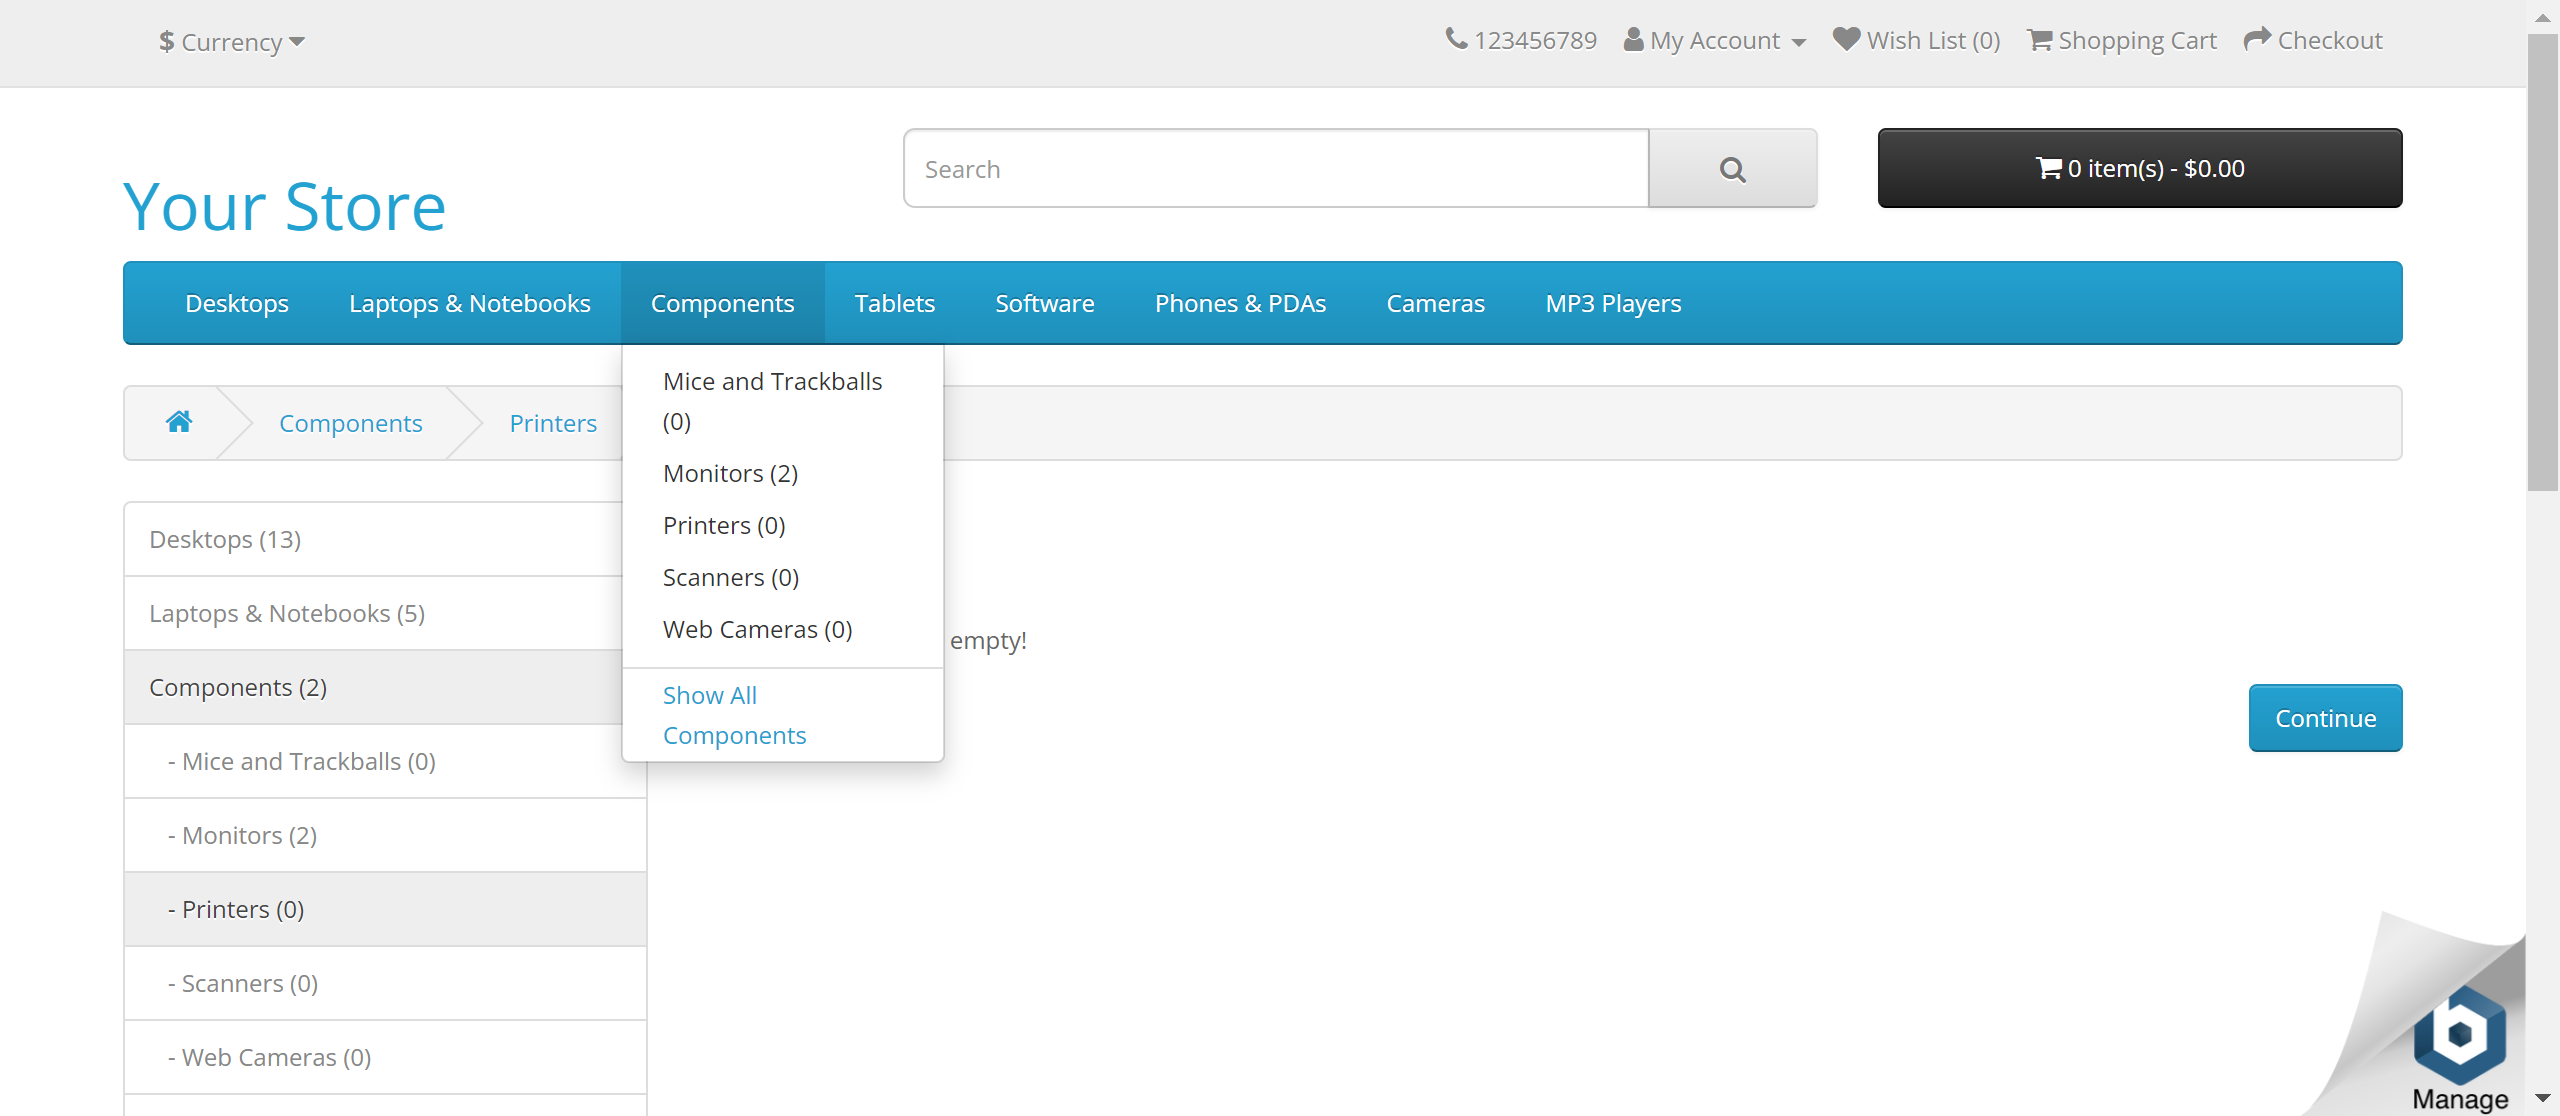 $ Currency
123456789 My Account Wish List (0) Shopping Cart Checkout
Your Store
Search
0 item(s) - $0.00
Desktops Laptops & Notebooks Components Tablets Software Phones & PDAs Cameras MP3 Players
Components Printers
Mice and Trackballs
(0)
Monitors (2)
Printers (0)
Scanners (0)
Web Cameras (0)
Show All
Components
Desktops (13)
Laptops & Notebooks (5)
Components (2)
- Mice and Trackballs (0)
- Monitors (2)
- Printers (0)
- Scanners (0)
- Web Cameras (0)
empty!
Continue
b
Manage